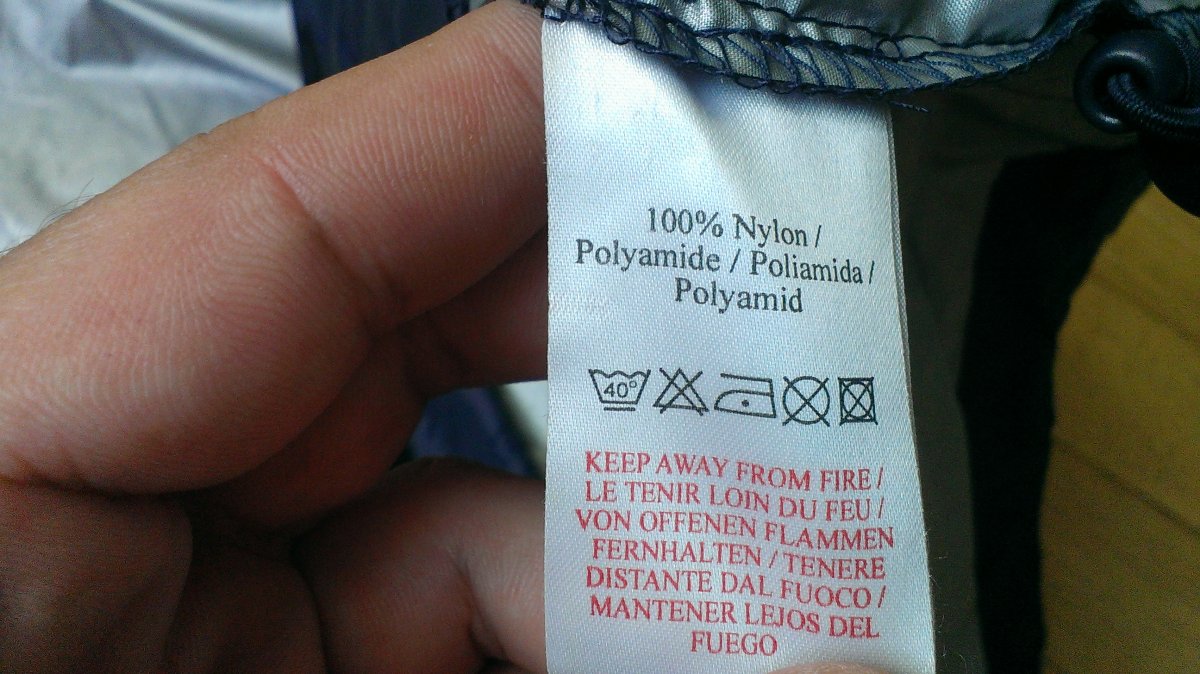 100% Nylon /
Polyamide / Poliamida /
Polyamid
40°
KEEP AWAY FROM FIRE /
LE TENIR LOIN DU FEU /
VON OFFENEN FLAMMEN
FERNHALTEN / TENERE
DISTANTE DAL FUOCO /
MANTENER LEJOS DEL
FUEGO